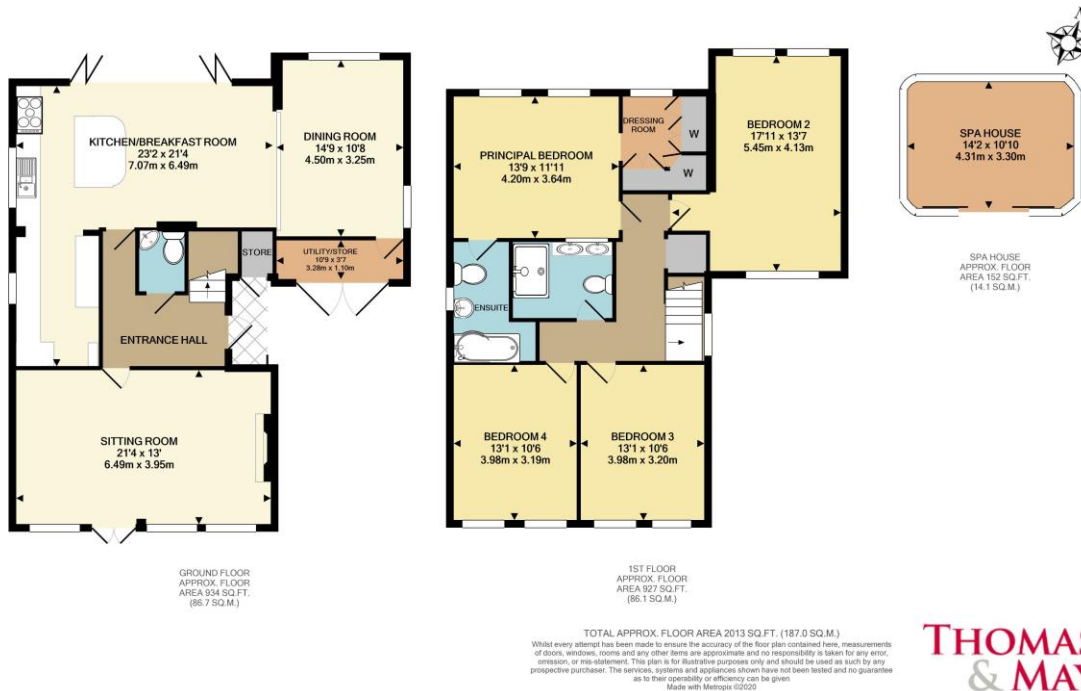 KITCHEN/BREAKFAST ROOM
23'2 x 21'4
7.07m x 6.49m
DINING ROOM
14'9 x 10'8
4.50m x 3.25m
STORE
UTILITY/STORE
10'9 x 3'7
3.28m x 1.10m
ENTRANCE HALL
SITTING ROOM
21'4 x 13'
6.49m x 3.95m
GROUND FLOOR
APPROX. FLOOR
AREA 934 SQ.FT.
(86.7 SQ.M.)
PRINCIPAL BEDROOM
13'9 x 11'11
4.20m x 3.64m
DRESSING
ROOM
W
W
BEDROOM 2
17'11 x 13'7
5.45m x 4.13m
ENSUITE
BEDROOM 4
13'1 x 10'6
3.98m x 3.19m
BEDROOM 3
13'1 x 10'6
3.98m x 3.20m
1ST FLOOR
APPROX. FLOOR
AREA 927 SQ.FT.
(86.1 SQ.M.)
SPA HOUSE
14'2 x 10'10
4.31m x 3.30m
SPA HOUSE
APPROX. FLOOR
AREA 152 SQ.FT.
(14.1 SQ.M.)
TOTAL APPROX. FLOOR AREA 2013 SQ.FT. (187.0 SQ.M.)
Whilst every attempt has been made to ensure the accuracy of the floor plan contained here, measurements
of doors, windows, rooms and any other items are approximate and no responsibility is taken for any error,
omission, or mis-statement. This plan is for illustrative purposes only and should be used as such by any
prospective purchaser. The services, systems and appliances shown have not been tested and no guarantee
as to their operability or efficiency can be given
Made with Metropix ©2020
THOMAS
& MAY